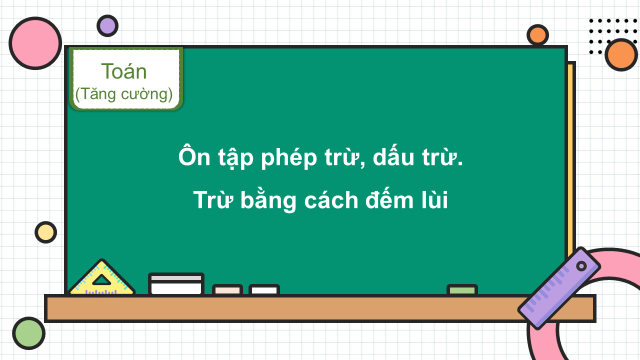 Toán
(Tăng cường)
Ôn tập phép trừ, dấu trừ.
Trừ bằng cách đếm lùi